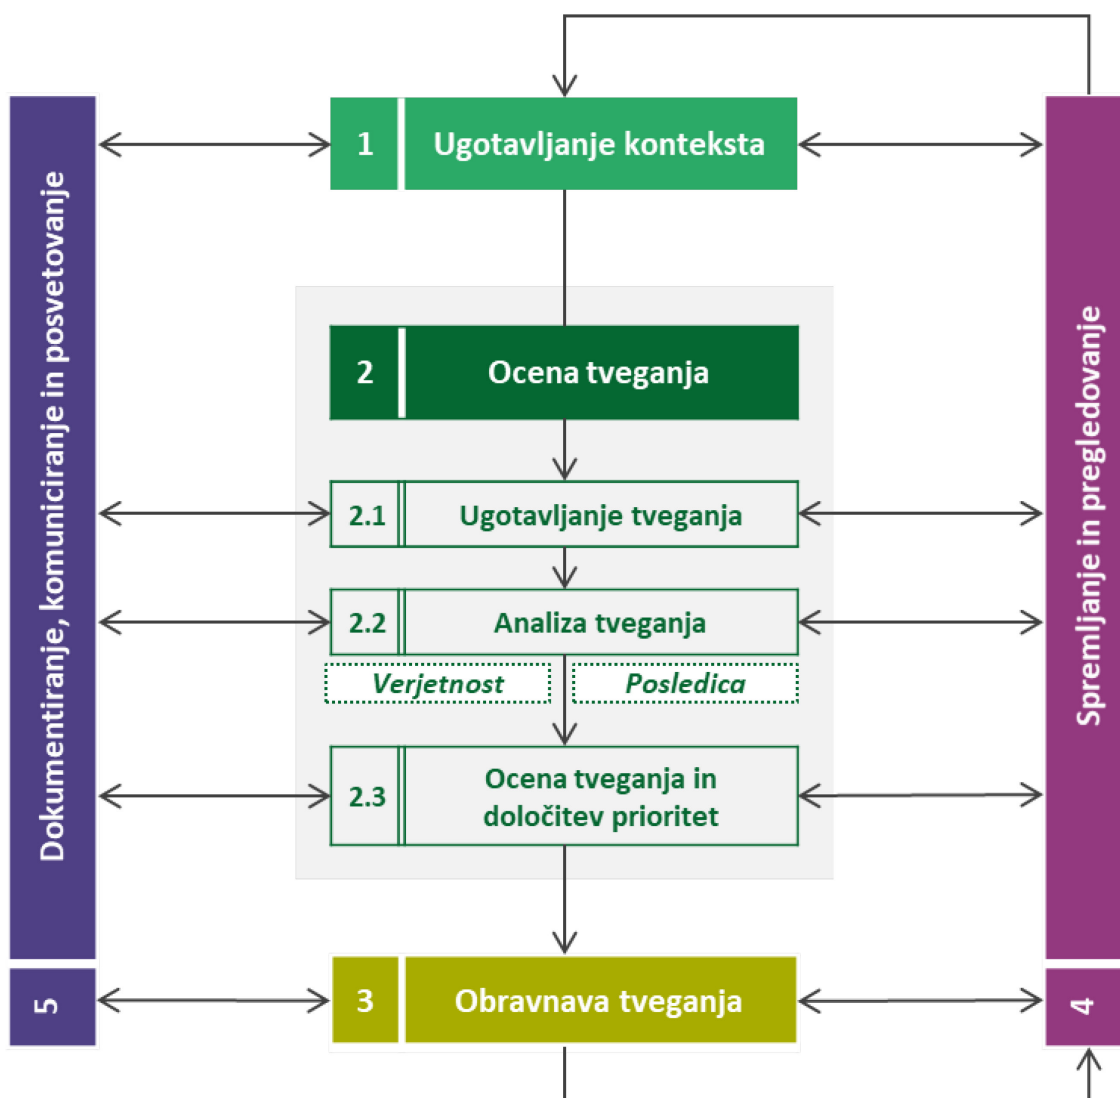 1
Ugotavljanje konteksta
2
Ocena tveganja
2.1
Ugotavljanje tveganja
2.2
Analiza tveganja
Verjetnost
Posledica
2.3
Ocena tveganja in
določitev prioritet
3
Obravnava tveganja
Spremljanje in pregledovanje
4
Dokumentiranje, komuniciranje in posvetovanje
5